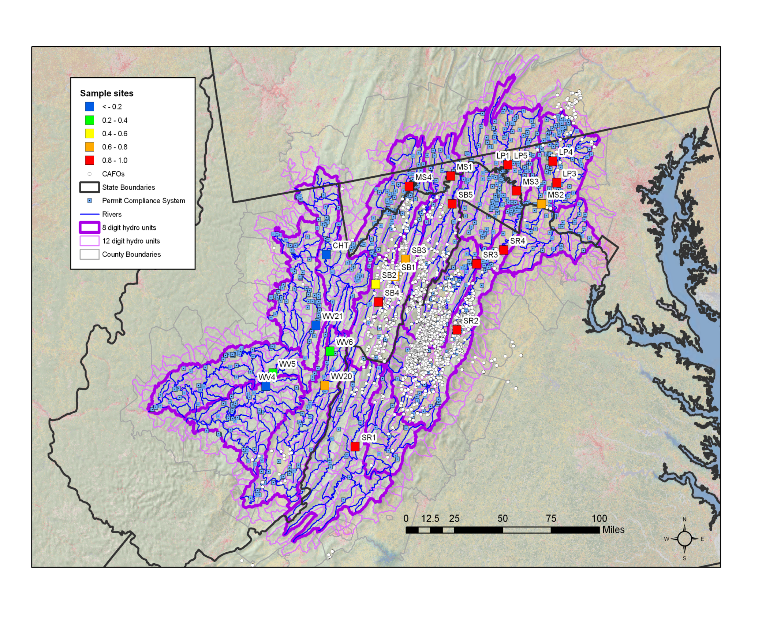 Sample sites
< - 0.2
0.2 - 0.4
0.4 - 0.6
0.6 - 0.8
0.8 - 1.0
CAFOs
State Boundaries
Permit Compliance System
Rivers
8 digit hydro units
12 digit hydro units
County Boundaries
LP1
LP5
LP4
MS1
MS4
LP3
MS3
SB5
MS2
SR4
CHT
SB3
SR3
SB1
SB2
SB4
WV21
SR2
WV6
WV5
WV4
WV20
SR1
0 12.5 25 50 75 100
Miles
N
W E
S